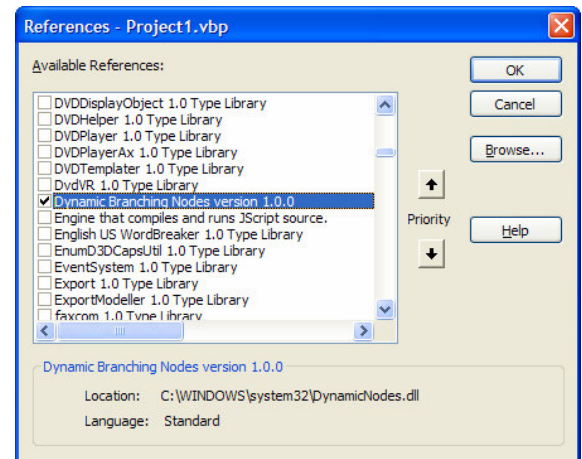 References - Project1.vbp
Available References:
OK
DVDDisplayObject 1.0 Type Library
Cancel
DVDHelper 1.0 Type Library
DVDPlayer 1.0 Type Library
DVDPlayerAx 1.0 Type Library
Browse...
DVDTemplater 1.0 Type Library
DvdVR 1.0 Type Library
Dynamic Branching Nodes version 1.0.0
Engine that compiles and runs JScript source.
Priority
English US WordBreaker 1.0 Type Library
Help
EnumD3DCapsUtil 1.0 Type Library
EventSystem 1.0 Type Library
Export 1.0 Type Library
ExportModeller 1.0 Type Library
faxcom 1.0 Type Library
Dynamic Branching Nodes version 1.0.0
Location: C:\WINDOWS\system32\DynamicNodes.dll
Language: Standard